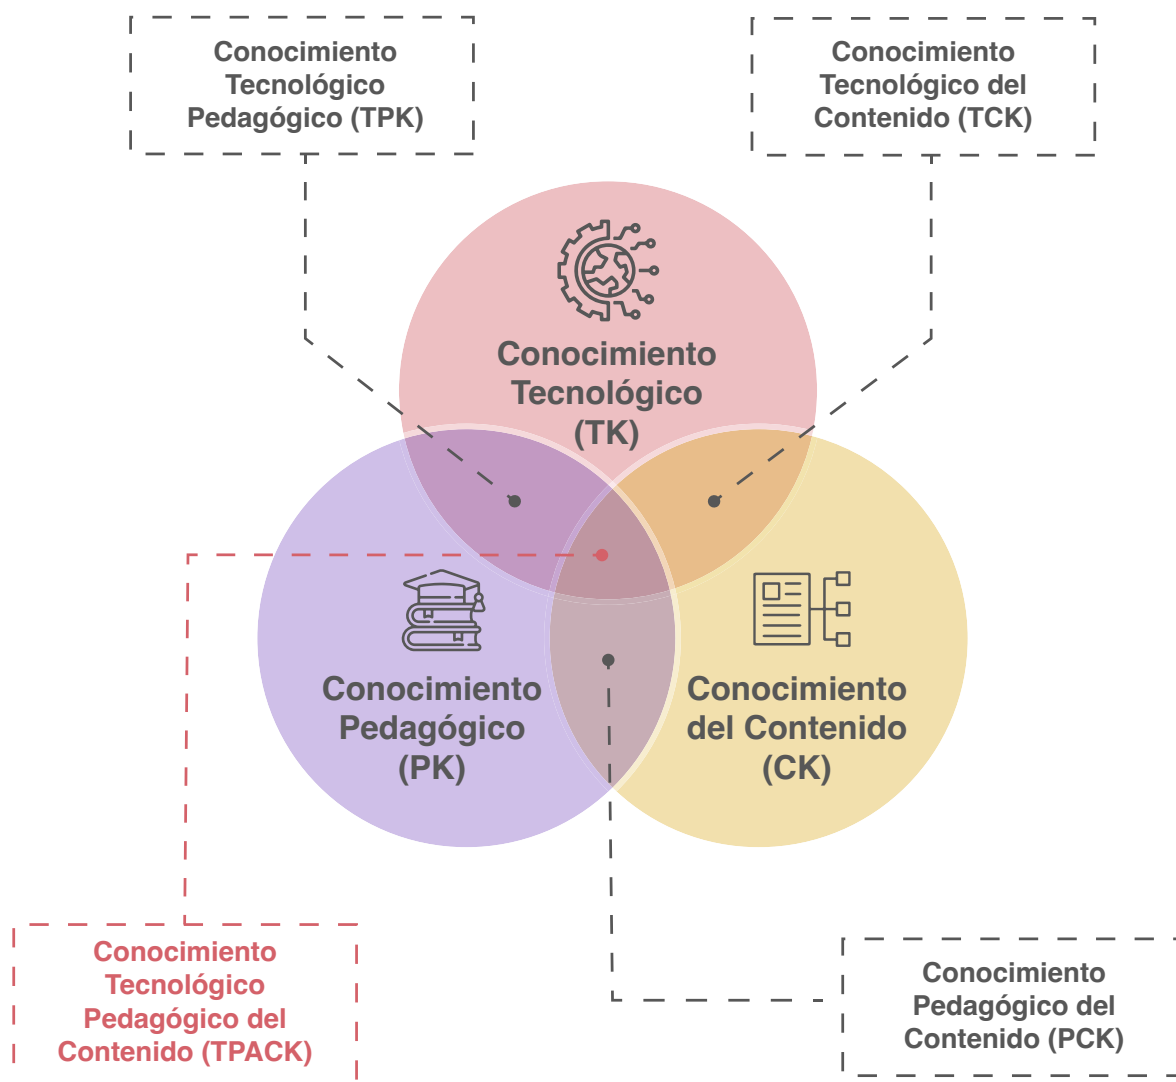 Conocimiento
Tecnológico
Pedagógico (TPK)
Conocimiento
Tecnológico del
Contenido (TCK)
Conocimiento
Tecnológico
(TK)
Conocimiento
Pedagógico
(PK)
Conocimiento
del Contenido
(CK)
Conocimiento
Tecnológico
Pedagógico del
Contenido (TPACK)
Conocimiento
Pedagógico del
Contenido (PCK)